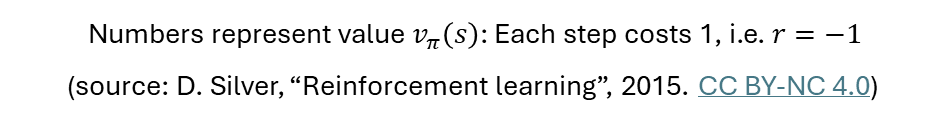 Numbers represent value 𝑣𝜋(𝑠): Each step costs 1, i.e. 𝑟 = −1
(source: D. Silver, “Reinforcement learning”, 2015. CC BY-NC 4.0)